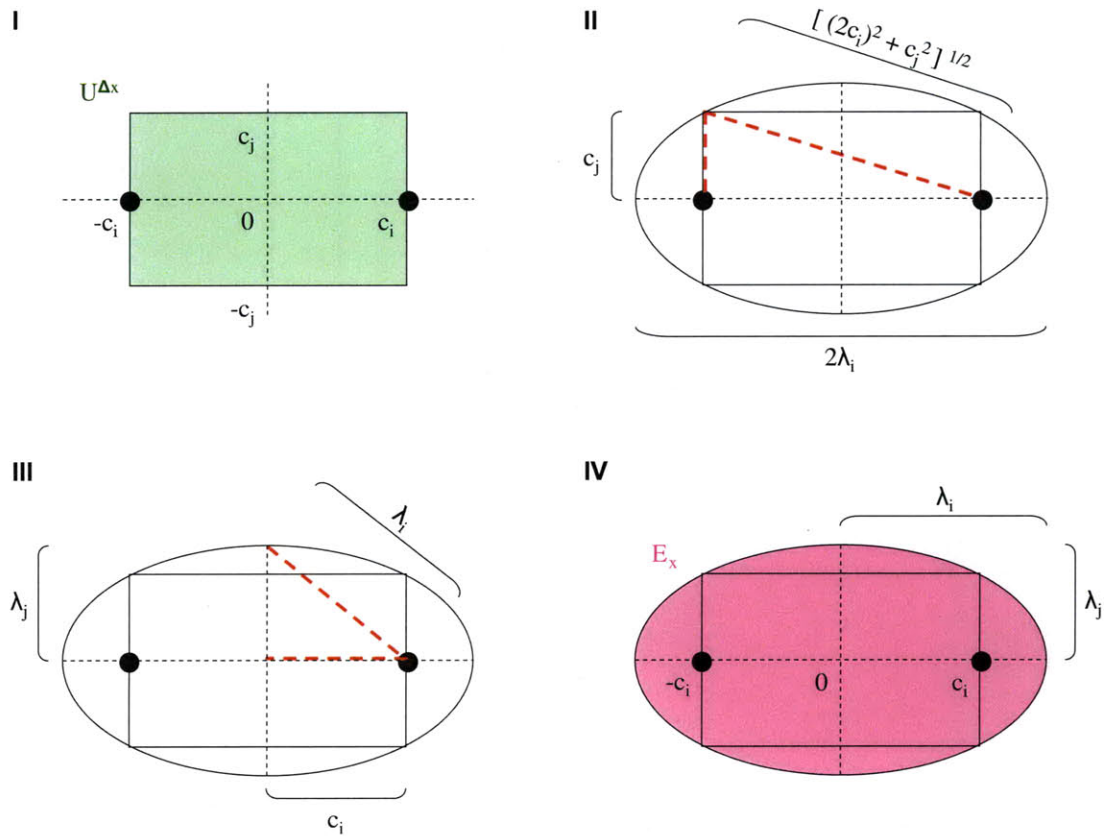 I
U^Δx
c_j
-c_i
0
c_i
-c_j
II
[ (2c_i)^2 + c_j^2 ]^1/2
c_j
2λ_i
III
λ_i
λ_j
c_i
IV
λ_i
E_x
λ_j
-c_i
0
c_i